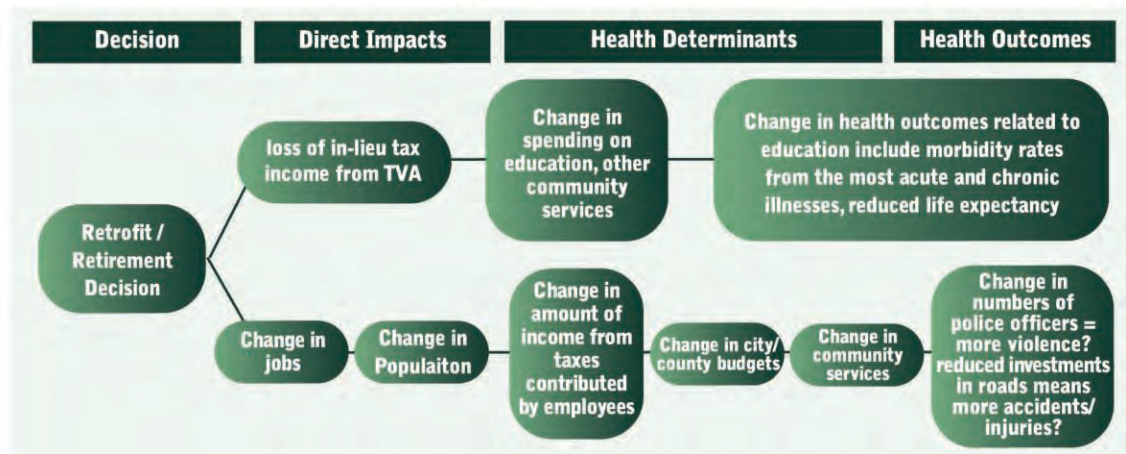 Decision
Direct Impacts
Health Determinants
Health Outcomes
Retrofit /
Retirement
Decision
loss of in-lieu tax
income from TVA
Change in
spending on
education, other
community
services
Change in health outcomes related to
education include morbidity rates
from the most acute and chronic
illnesses, reduced life expectancy
Change in
jobs
Change in
Populaiton
Change in
amount of
income from
taxes
contributed
by employees
Change in city/
county budgets
Change in
community
services
Change in
numbers of
police officers =
more violence?
reduced investments
in roads means
more accidents/
injuries?